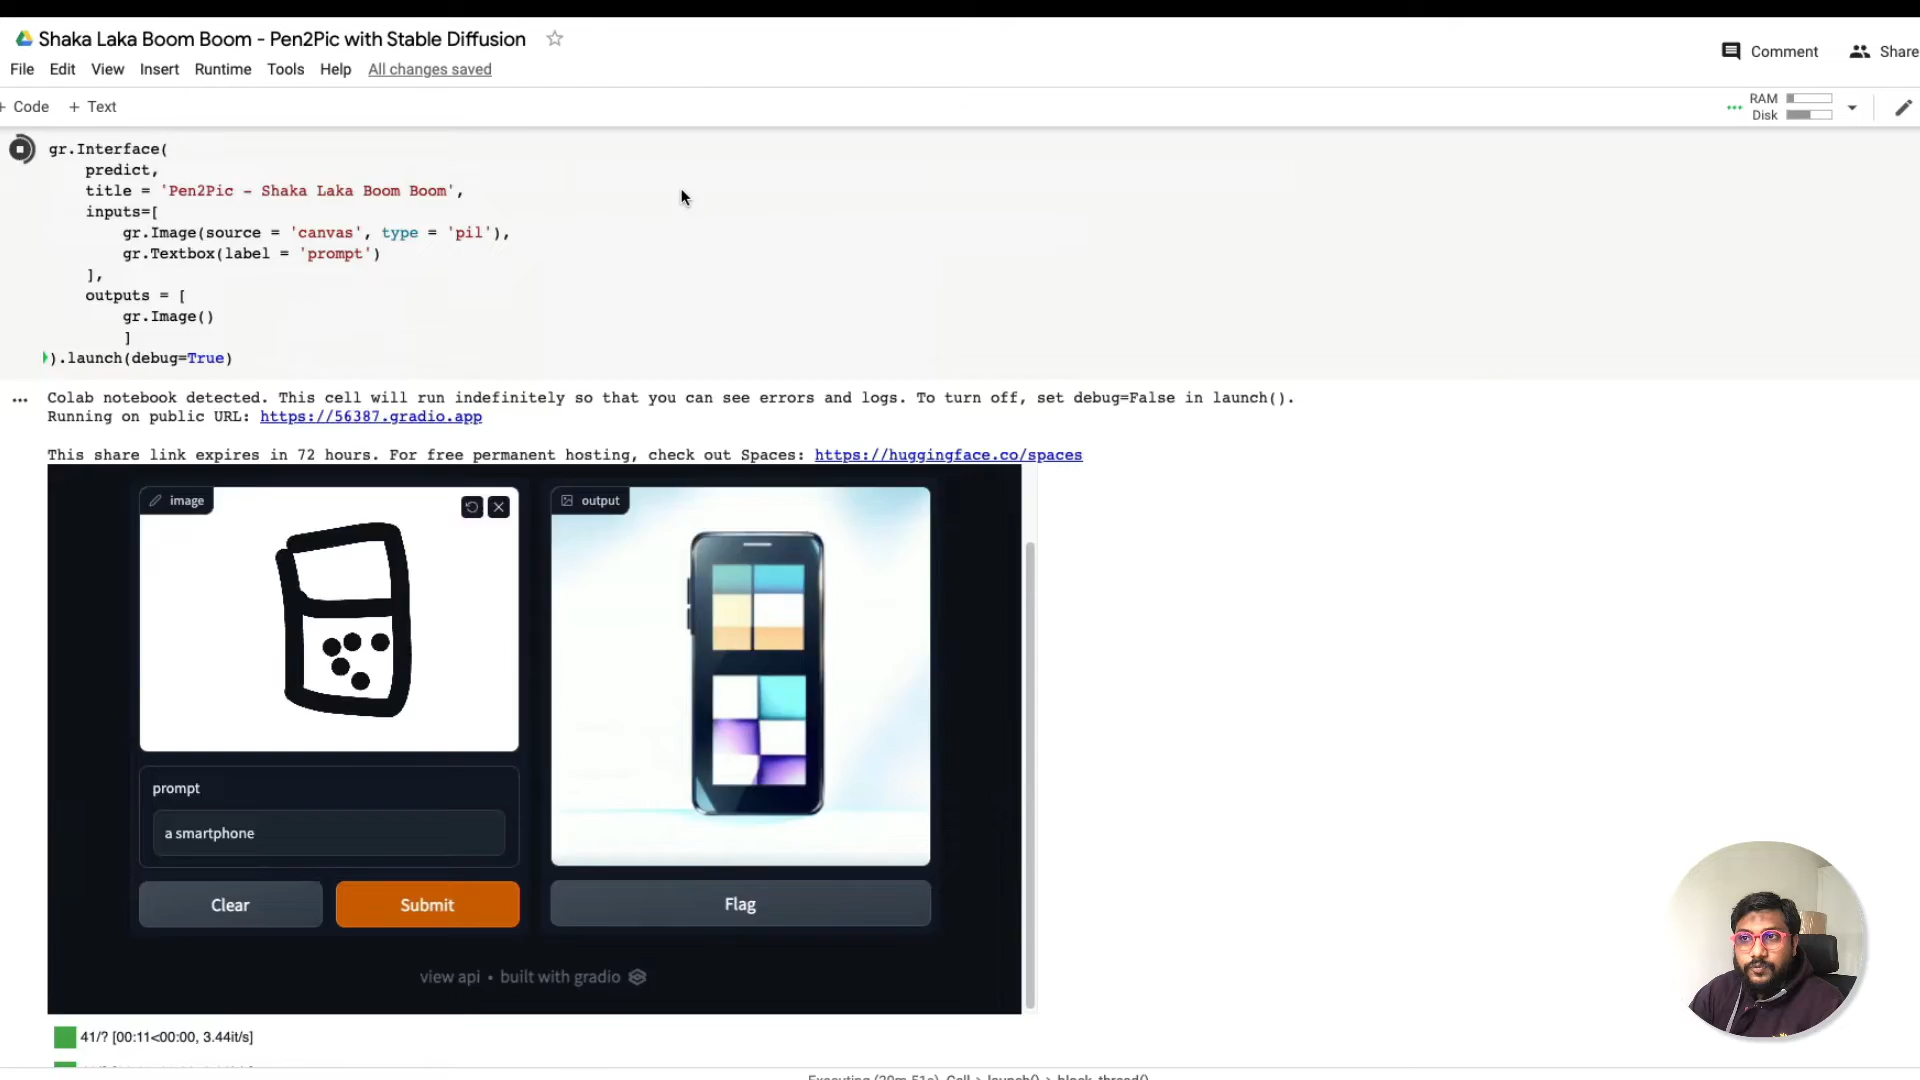 Shaka Laka Boom Boom - Pen2Pic with Stable Diffusion
Comment
Share
File Edit View Insert Runtime Tools Help All changes saved
+ Code + Text
RAM
Disk
gr.Interface(
predict,
title = 'Pen2Pic - Shaka Laka Boom Boom',
inputs=[
gr.Image(source = 'canvas', type = 'pil'),
gr.Textbox(label = 'prompt')
],
outputs = [
gr.Image()
]
).launch(debug=True)
Colab notebook detected. This cell will run indefinitely so that you can see errors and logs. To turn off, set debug=False in launch().
Running on public URL: https://56387.gradio.app
This share link expires in 72 hours. For free permanent hosting, check out Spaces: https://huggingface.co/spaces
image
output
prompt
a smartphone
Clear
Submit
Flag
view api • built with gradio
41/? [00:11<00:00, 3.44it/s]